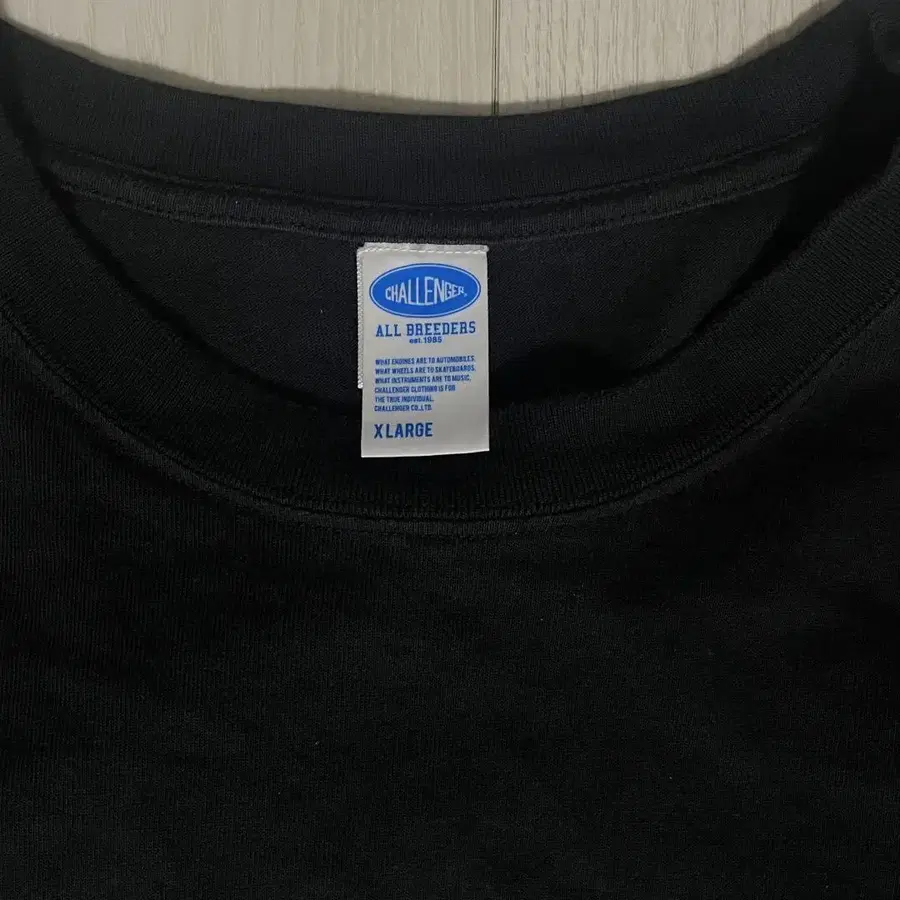 CHALLENGER®
ALL BREEDERS
est. 1985
WHAT ENGINES ARE TO AUTOMOBILES.
WHAT WHEELS ARE TO SKATEBOARDS.
WHAT INSTRUMENTS ARE TO MUSIC.
CHALLENGER CLOTHING IS FOR
THE TRUE INDIVIDUAL.
CHALLENGER CO.,LTD.
XLARGE